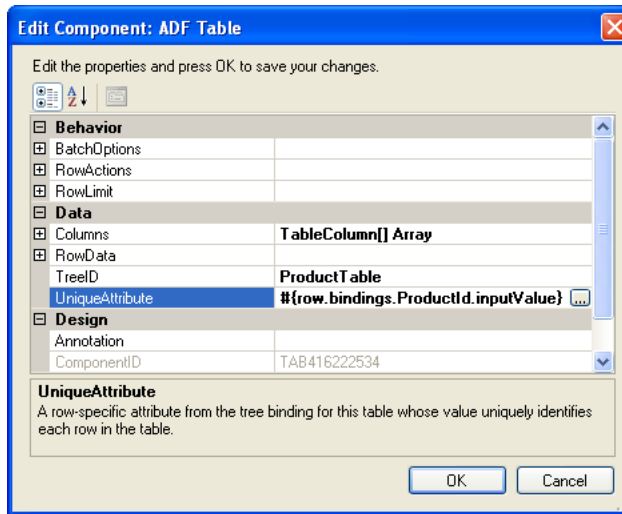 Edit Component: ADF Table
Edit the properties and press OK to save your changes.
Behavior
BatchOptions
RowActions
RowLimit
Data
Columns TableColumn[] Array
RowData
TreeID ProductTable
UniqueAttribute #{row.bindings.ProductId.inputValue} ...
Design
Annotation
ComponentID TAB416222534
UniqueAttribute
A row-specific attribute from the tree binding for this table whose value uniquely identifies
each row in the table.
OK Cancel